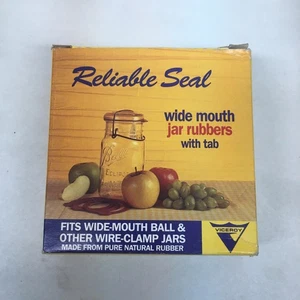 Reliable Seal
wide mouth
jar rubbers
with tab
Ball
FITS WIDE-MOUTH BALL &
OTHER WIRE-CLAMP JARS
MADE FROM PURE NATURAL RUBBER
VICEROY